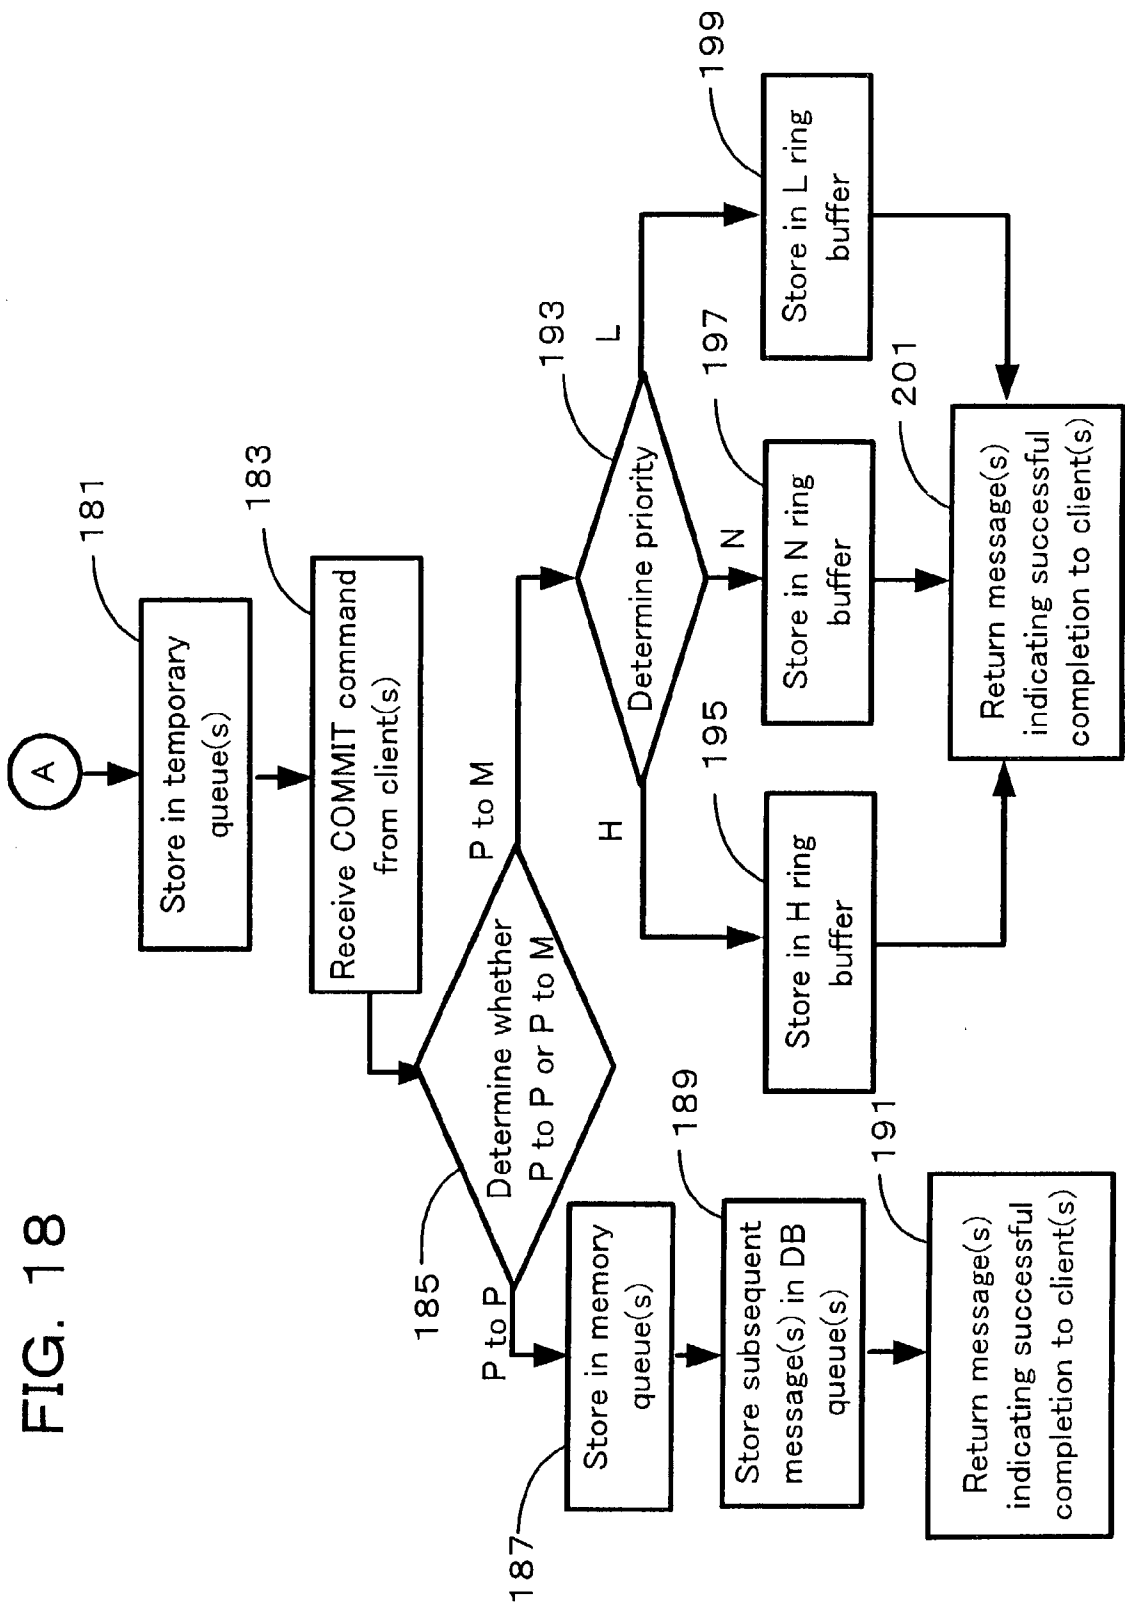 FIG. 18
A
181
Store in temporary
queue(s)
183
Receive COMMIT command
from client(s)
185
Determine whether
P to P or P to M
P to P
P to M
187
Store in memory
queue(s)
189
Store subsequent
message(s) in DB
queue(s)
191
Return message(s)
indicating successful
completion to client(s)
193
Determine priority
H
N
L
195
Store in H ring
buffer
197
Store in N ring
buffer
199
Store in L ring
buffer
201
Return message(s)
indicating successful
completion to client(s)